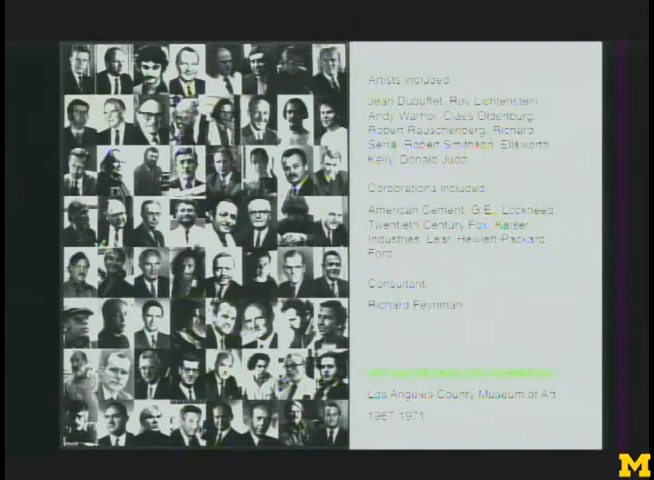 Artists included:
Jean Dubuffet, Roy Lichtenstein,
Andy Warhol, Claes Oldenburg,
Robert Rauschenberg, Richard
Serra, Robert Smithson, Ellsworth
Kelly, Donald Judd
Corporations included:
American Cement, G.E., Lockheed,
Twentieth Century Fox, Kaiser
Industries, Lear, Hewlett-Packard,
Ford
Consultant:
Richard Feynman
Los Angeles County Museum of Art
1967-1971
M